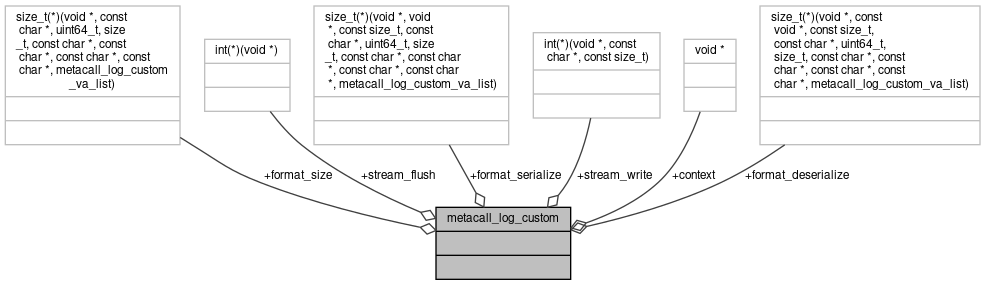 size_t(*)(void *, const
char *, uint64_t, size
_t, const char *, const
char *, const char *, const
char *, metacall_log_custom
_va_list)
int(*)(void *)
size_t(*)(void *, void
*, const size_t, const
char *, uint64_t, size
_t, const char *, const char
*, const char *, const char
*, metacall_log_custom_va_list)
int(*)(void *, const
char *, const size_t)
void *
size_t(*)(void *, const
void *, const size_t,
const char *, uint64_t,
size_t, const char *, const
char *, const char *, const
char *, metacall_log_custom_va_list)
+format_size
+stream_flush
+format_serialize
+stream_write
+context
+format_deserialize
metacall_log_custom